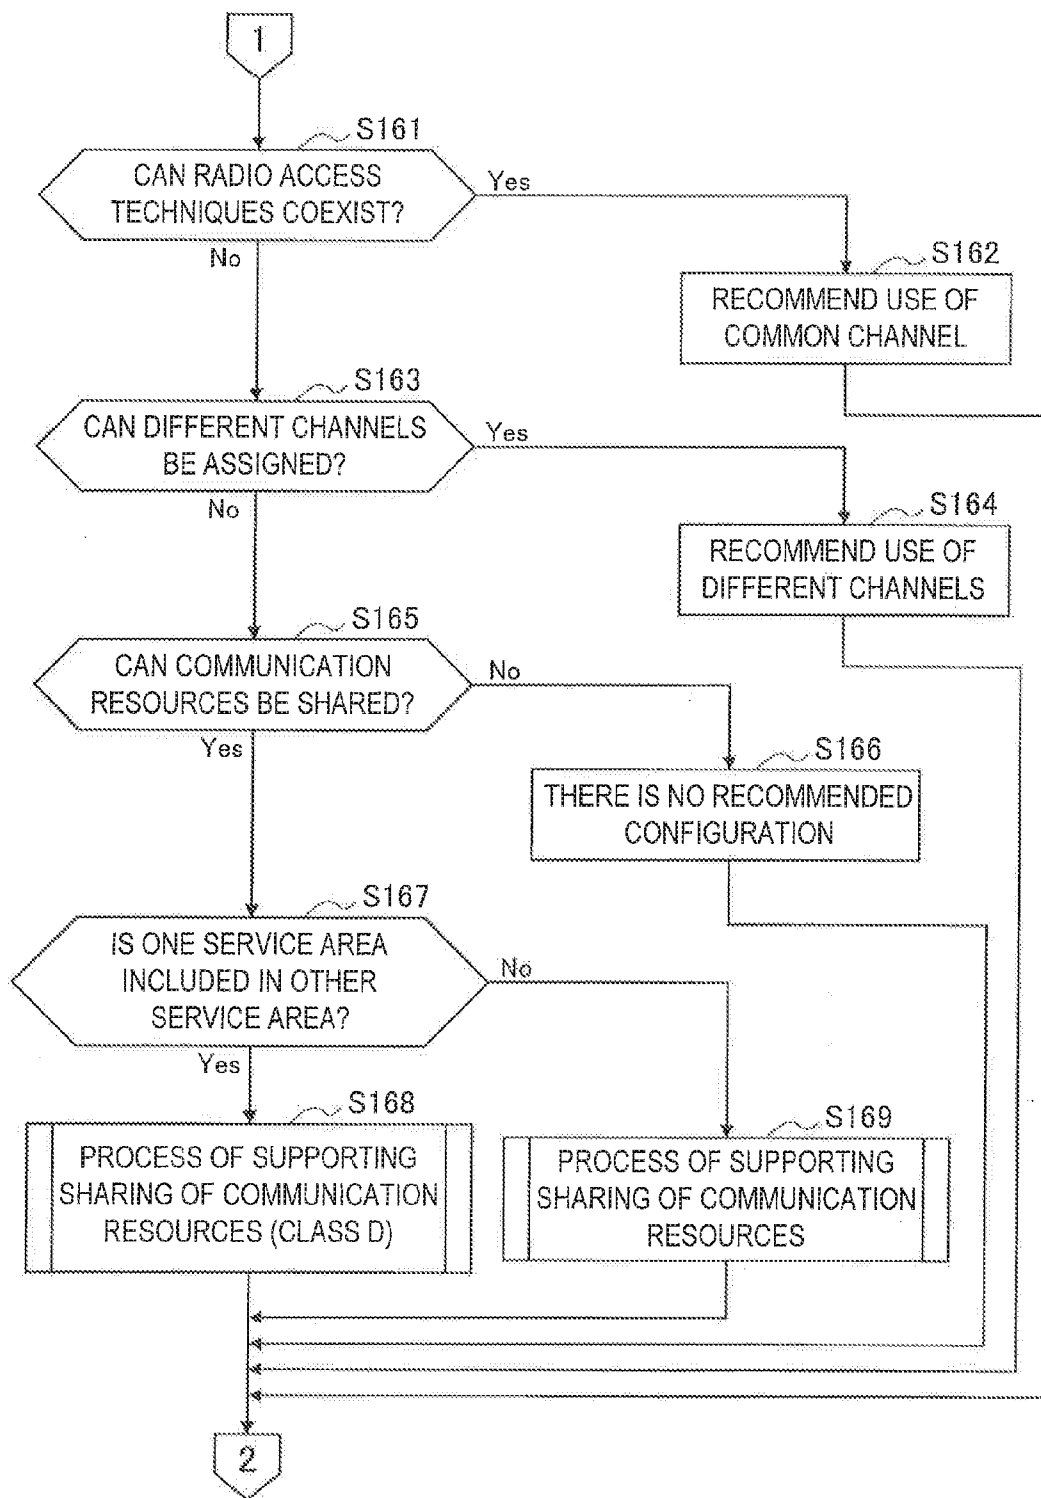 1
S161
CAN RADIO ACCESS
TECHNIQUES COEXIST?
Yes
No
S162
RECOMMEND USE OF
COMMON CHANNEL
S163
CAN DIFFERENT CHANNELS
BE ASSIGNED?
Yes
No
S164
RECOMMEND USE OF
DIFFERENT CHANNELS
S165
CAN COMMUNICATION
RESOURCES BE SHARED?
No
Yes
S166
THERE IS NO RECOMMENDED
CONFIGURATION
S167
IS ONE SERVICE AREA
INCLUDED IN OTHER
SERVICE AREA?
No
Yes
S168
PROCESS OF SUPPORTING
SHARING OF COMMUNICATION
RESOURCES (CLASS D)
S169
PROCESS OF SUPPORTING
SHARING OF COMMUNICATION
RESOURCES
2